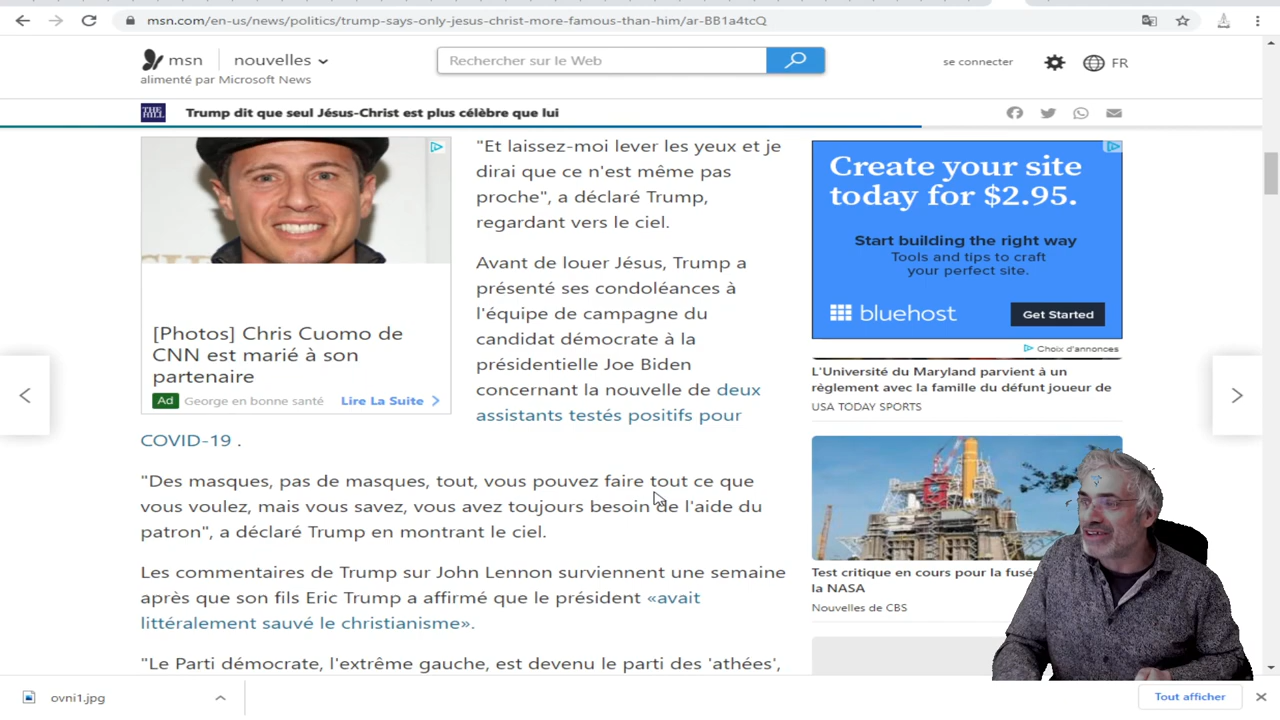 msn.com/en-us/news/politics/trump-says-only-jesus-christ-more-famous-than-him/ar-BB1a4tcQ
msn
nouvelles
alimenté par Microsoft News
Rechercher sur le Web
se connecter
FR
THE HILL
Trump dit que seul Jésus-Christ est plus célèbre que lui
[Photos] Chris Cuomo de
CNN est marié à son
partenaire
Ad George en bonne santé Lire La Suite
"Et laissez-moi lever les yeux et je
dirai que ce n'est même pas
proche", a déclaré Trump,
regardant vers le ciel.
Avant de louer Jésus, Trump a
présenté ses condoléances à
l'équipe de campagne du
candidat démocrate à la
présidentielle Joe Biden
concernant la nouvelle de deux
assistants testés positifs pour
COVID-19 .
"Des masques, pas de masques, tout, vous pouvez faire tout ce que
vous voulez, mais vous savez, vous avez toujours besoin de l'aide du
patron", a déclaré Trump en montrant le ciel.
Les commentaires de Trump sur John Lennon surviennent une semaine
après que son fils Eric Trump a affirmé que le président «avait
littéralement sauvé le christianisme».
"Le Parti démocrate, l'extrême gauche, est devenu le parti des 'athées',
Create your site
today for $2.95.
Start building the right way
Tools and tips to craft
your perfect site.
bluehost
Get Started
Choix d'annonces
L'Université du Maryland parvient à un
règlement avec la famille du défunt joueur de
USA TODAY SPORTS
Test critique en cours pour la fusée
la NASA
Nouvelles de CBS
ovni1.jpg
Tout afficher